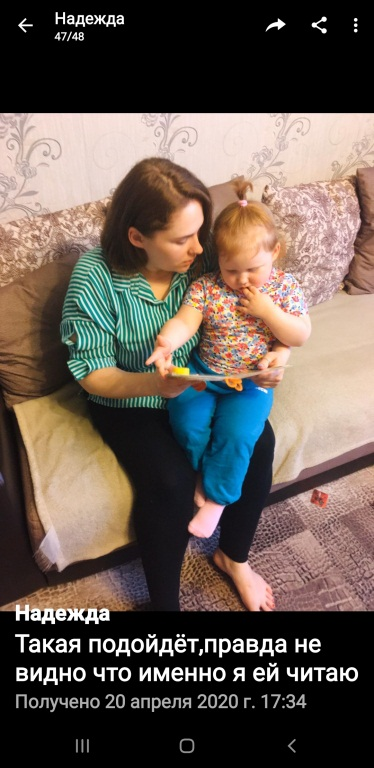 Надежда
47/48
Надежда
Такая подойдёт,правда не
видно что именно я ей читаю
Получено 20 апреля 2020 г. 17:34